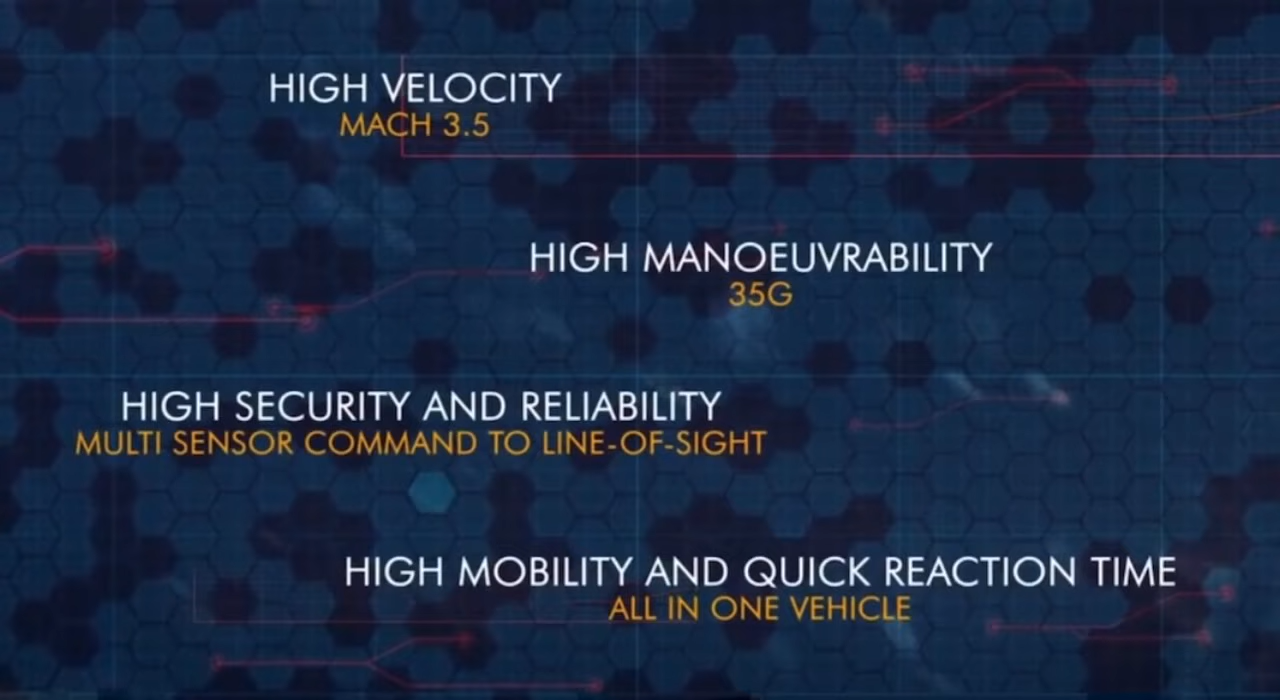 HIGH VELOCITY
MACH 3.5
HIGH MANOEUVRABILITY
35G
HIGH SECURITY AND RELIABILITY
MULTI SENSOR COMMAND TO LINE-OF-SIGHT
HIGH MOBILITY AND QUICK REACTION TIME
ALL IN ONE VEHICLE